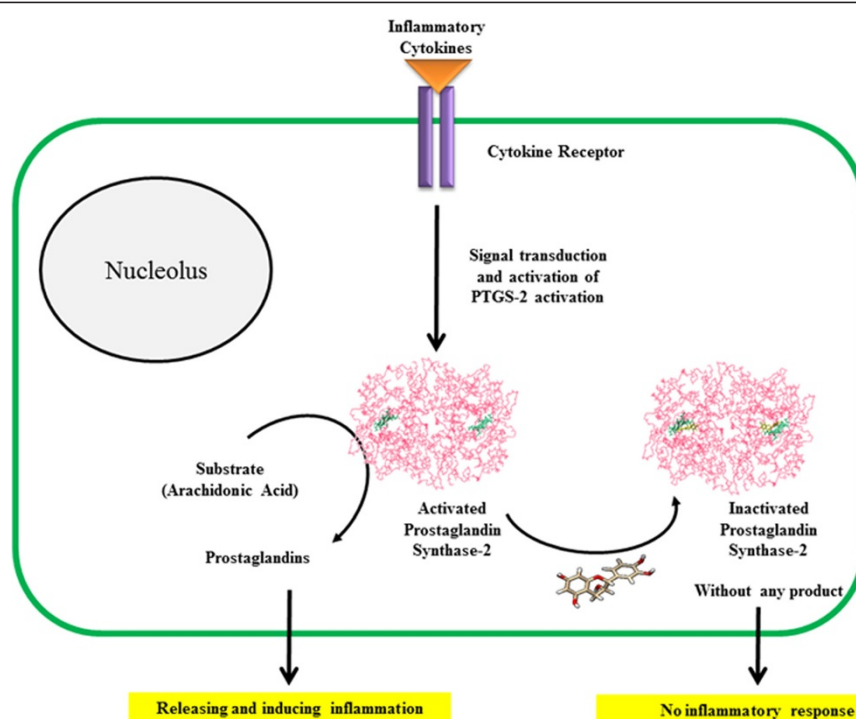 Inflammatory
Cytokines
Cytokine Receptor
Nucleolus
Signal transduction
and activation of
PTGS-2 activation
Substrate
(Arachidonic Acid)
Prostaglandins
Activated
Prostaglandin
Synthase-2
Inactivated
Prostaglandin
Synthase-2
Without any product
Releasing and inducing inflammation
No inflammatory response